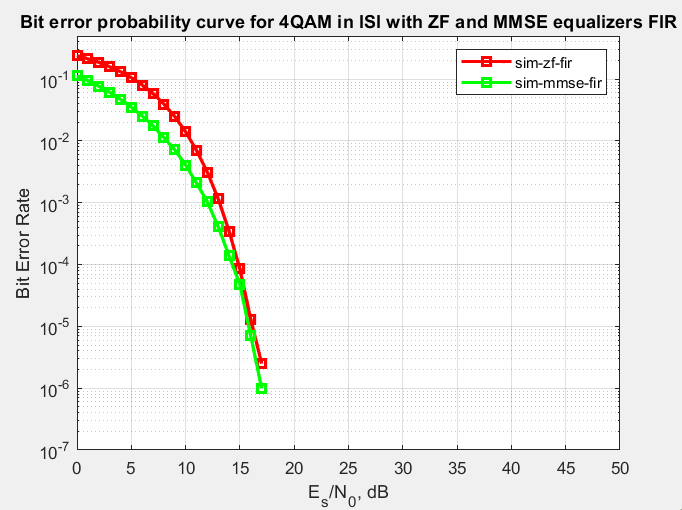 Bit error probability curve for 4QAM in ISI with ZF and MMSE equalizers FIR
sim-zf-fir
sim-mmse-fir
10^-1
10^-2
10^-3
10^-4
10^-5
10^-6
10^-7
Bit Error Rate
0 5 10 15 20 25 30 35 40 45 50
E_s/N_0, dB